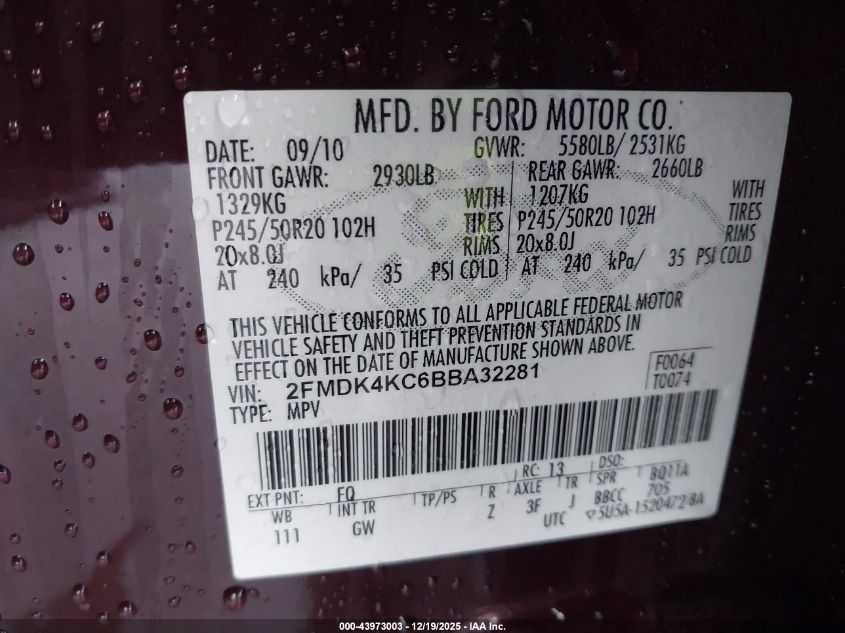 MFD. BY FORD MOTOR CO.
DATE: 09/10 GVWR: 5580LB/ 2531KG
FRONT GAWR: 2930LB REAR GAWR: 2660LB
1329KG WITH 1207KG WITH
P245/50R20 102H TIRES P245/50R20 102H TIRES
20x8.0J RIMS 20x8.0J RIMS
AT 240 kPa/ 35 PSI COLD AT 240 kPa/ 35 PSI COLD
THIS VEHICLE CONFORMS TO ALL APPLICABLE FEDERAL MOTOR
VEHICLE SAFETY AND THEFT PREVENTION STANDARDS IN
EFFECT ON THE DATE OF MANUFACTURE SHOWN ABOVE.
VIN: 2FMDK4KC6BBA32281 F0064
TYPE: MPV T0074
EXT PNT: FQ RC: 13 DSO:
WB INT TR TP/PS R AXLE TR SPR BQ11A
111 GW Z 3F J BBCC 705
UTC ▽5U5A-1520472 BA
000-43973003 - 12/19/2025 - IAA Inc.